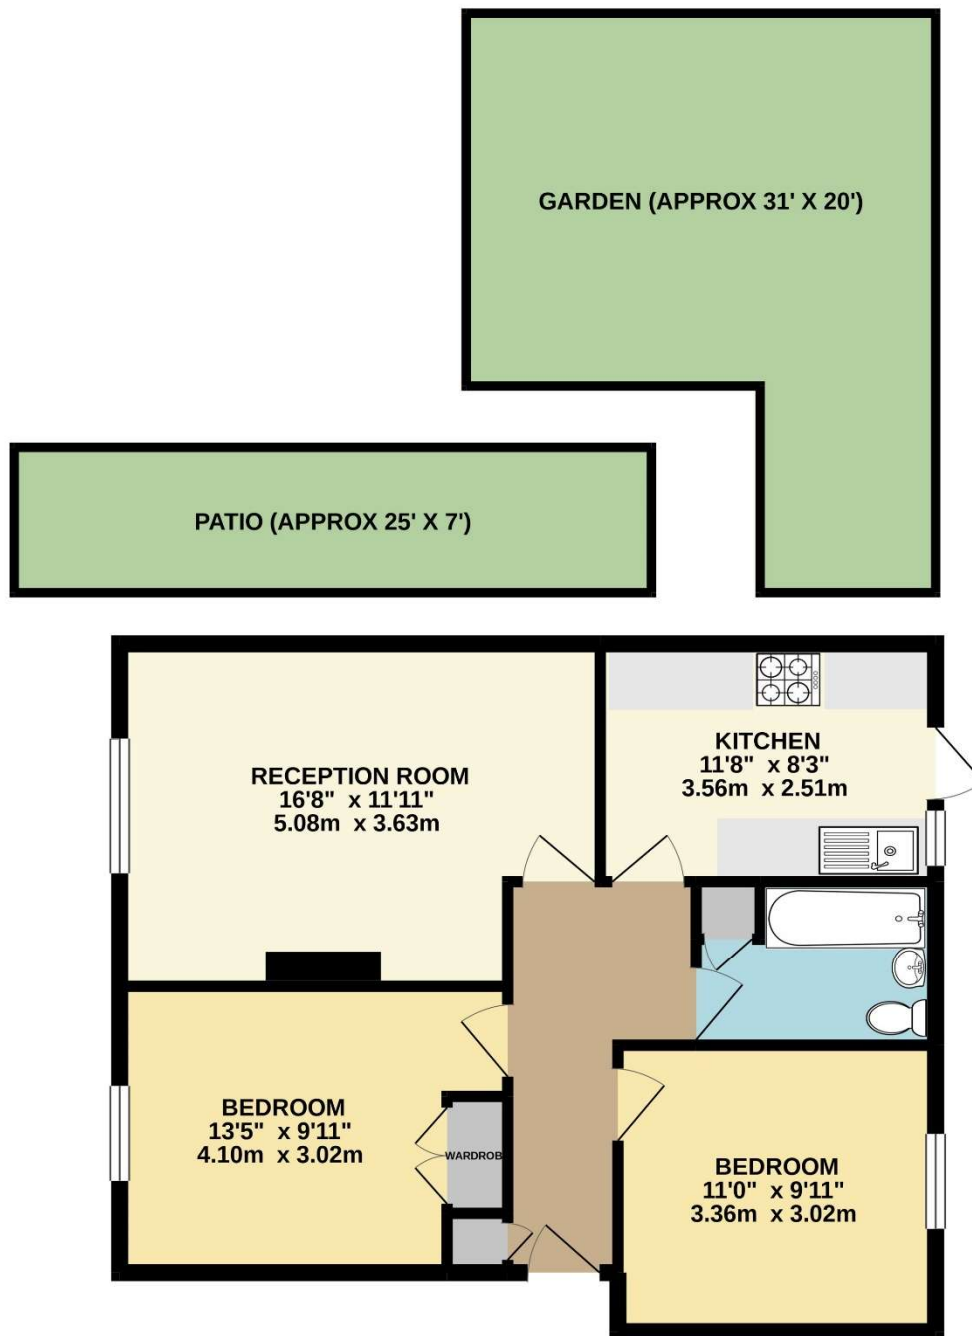 GARDEN (APPROX 31' X 20')
PATIO (APPROX 25' X 7')
RECEPTION ROOM
16'8" x 11'11"
5.08m x 3.63m
KITCHEN
11'8" x 8'3"
3.56m x 2.51m
BEDROOM
13'5" x 9'11"
4.10m x 3.02m
WARDROB
BEDROOM
11'0" x 9'11"
3.36m x 3.02m